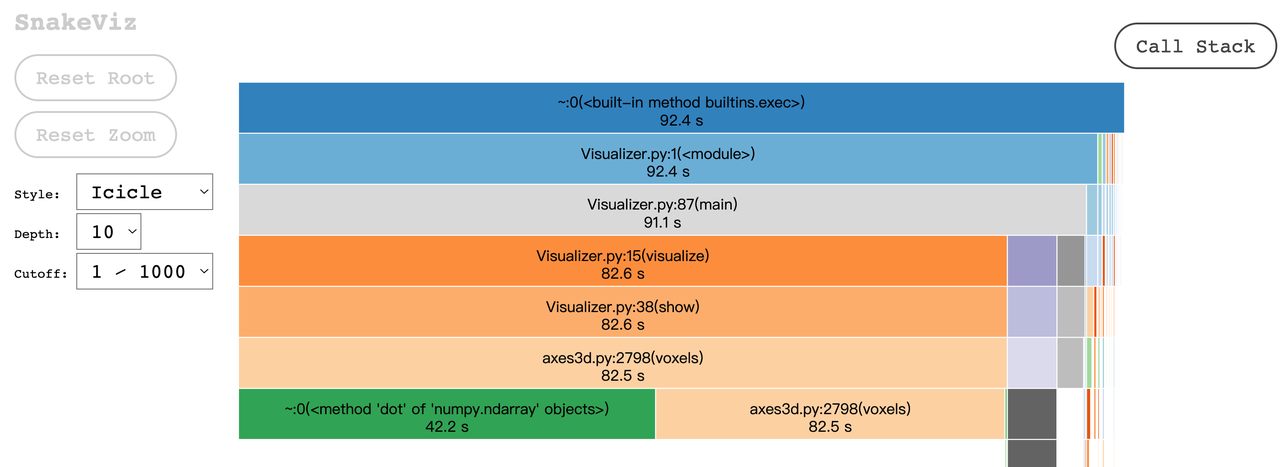 SnakeViz
Reset Root
Reset Zoom
Style: Icicle
Depth: 10
Cutoff: 1 / 1000
Call Stack
~:0(<built-in method builtins.exec>)
92.4 s
Visualizer.py:1(<module>)
92.4 s
Visualizer.py:87(main)
91.1 s
Visualizer.py:15(visualize)
82.6 s
Visualizer.py:38(show)
82.6 s
axes3d.py:2798(voxels)
82.5 s
~:0(<method 'dot' of 'numpy.ndarray' objects>)
42.2 s
axes3d.py:2798(voxels)
82.5 s